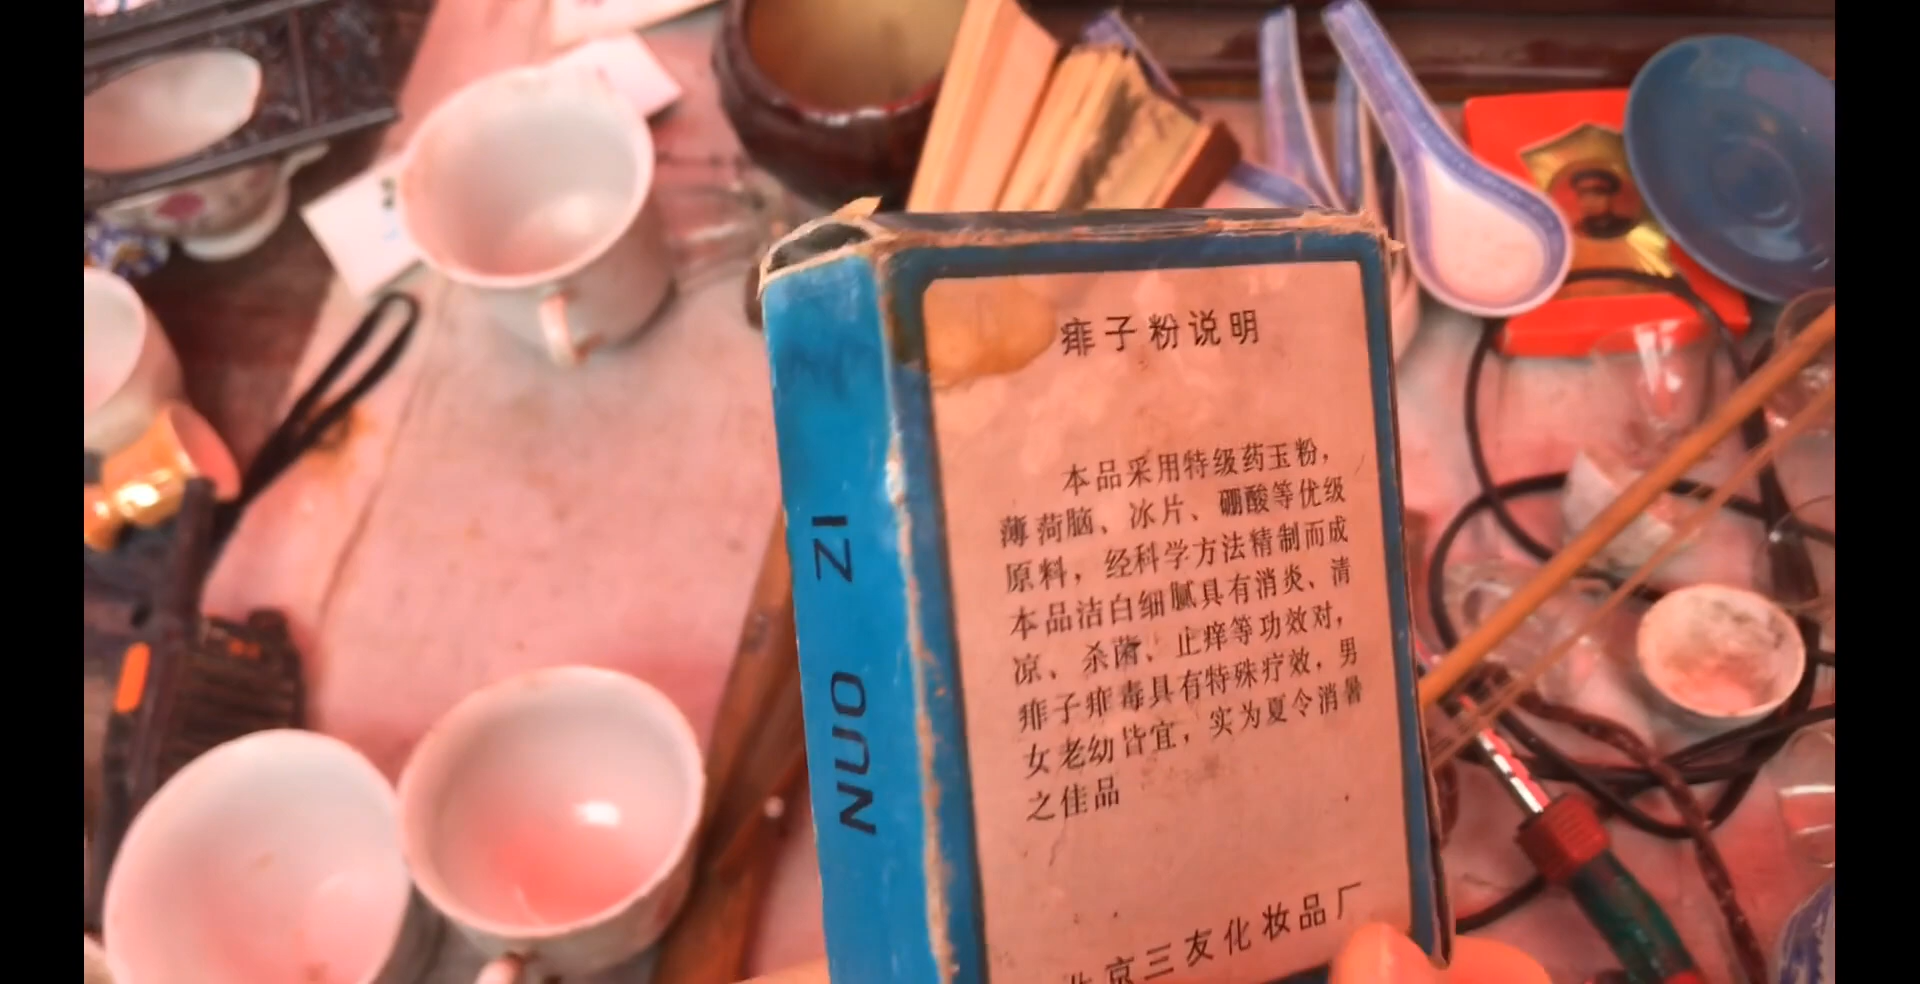 痱子粉说明
本品采用特级药玉粉，
薄荷脑、冰片、硼酸等优级
原料，经科学方法精制而成
本品洁白细腻具有消炎、清
凉、杀菌、止痒等功效对，
痱子痱毒具有特殊疗效，男
女老幼皆宜，实为夏令消暑
之佳品
北京三友化妆品厂
NUO ZI